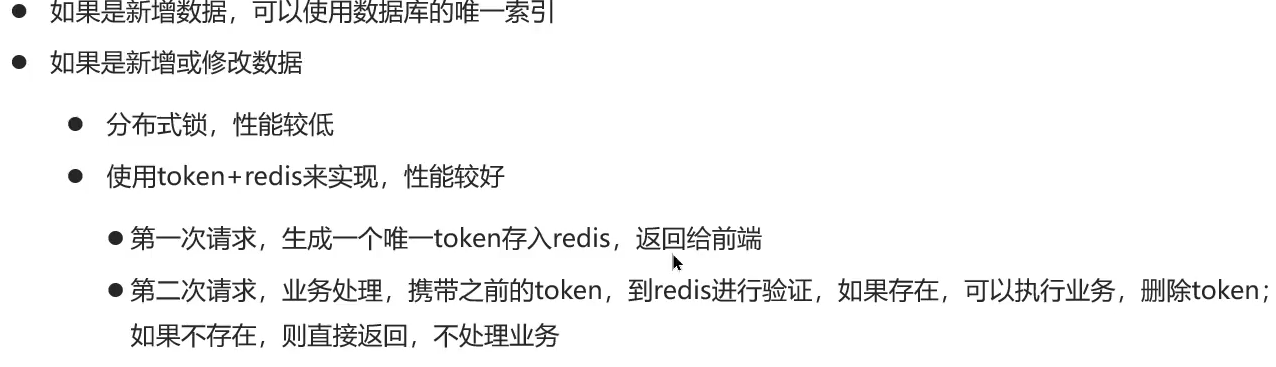 如果是新增数据，可以使用数据库的唯一索引
如果是新增或修改数据
分布式锁，性能较低
使用token+redis来实现，性能较好
第一次请求，生成一个唯一token存入redis，返回给前端
第二次请求，业务处理，携带之前的token，到redis进行验证，如果存在，可以执行业务，删除token；
如果不存在，则直接返回，不处理业务